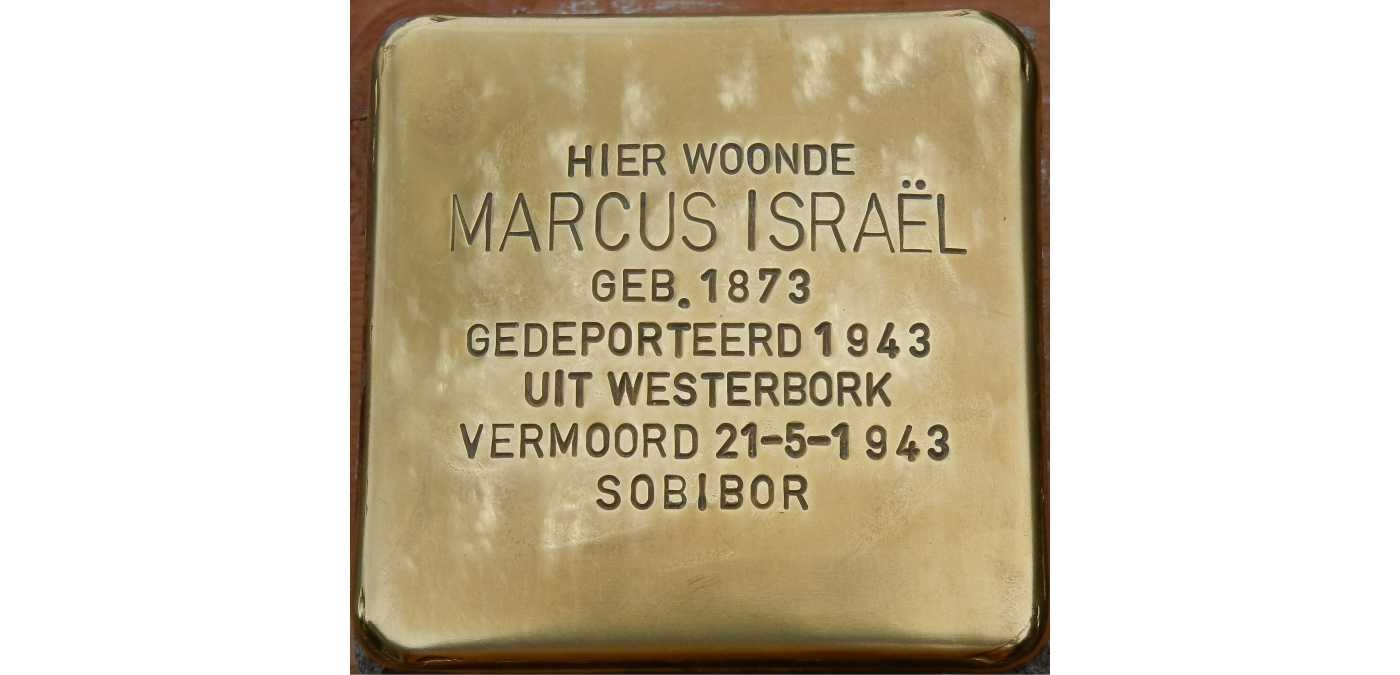 HIER WOONDE
MARCUS ISRAËL
GEB. 1873
GEDEPORTEERD 1943
UIT WESTERBORK
VERMOORD 21-5-1943
SOBIBOR